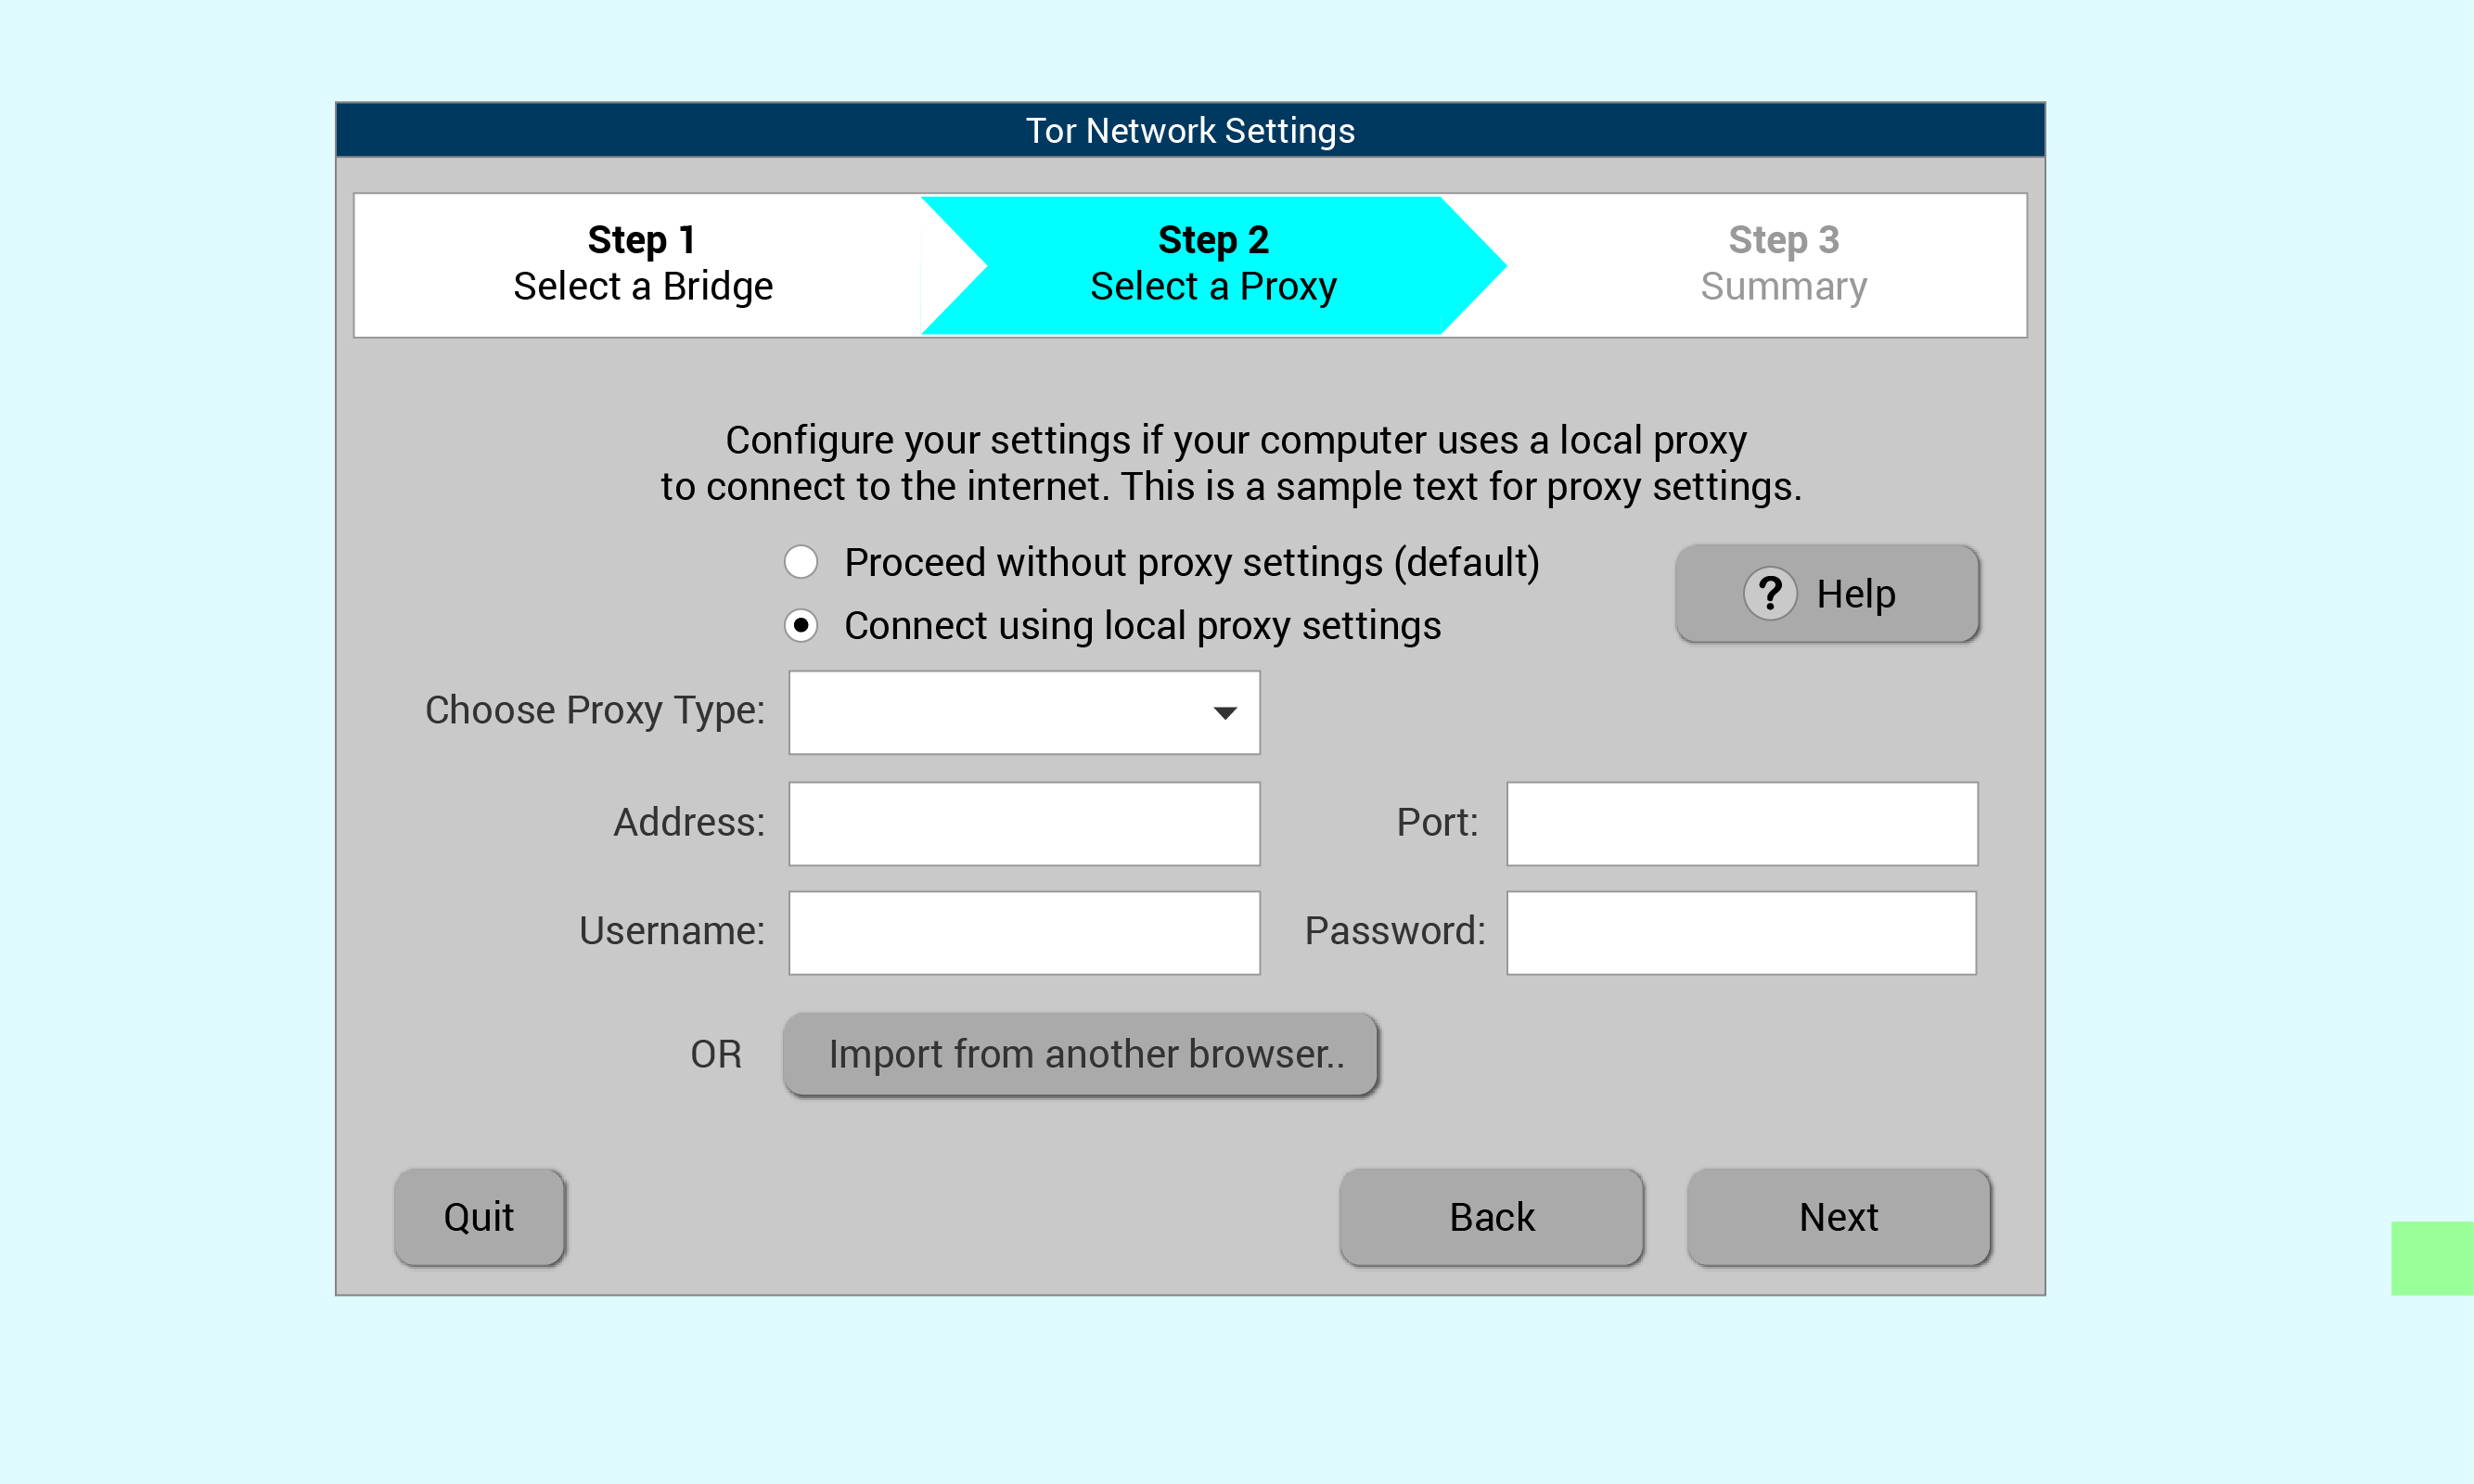 Tor Network Settings
Step 1
Select a Bridge
Step 2
Select a Proxy
Step 3
Summary
Configure your settings if your computer uses a local proxy
to connect to the internet. This is a sample text for proxy settings.
Proceed without proxy settings (default)
Connect using local proxy settings
? Help
Choose Proxy Type:
Address:
Port:
Username:
Password:
OR
Import from another browser..
Quit
Back
Next